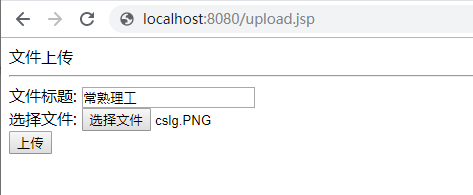 localhost:8080/upload.jsp
文件上传
文件标题: 常熟理工
选择文件: 选择文件 cslg.PNG
上传